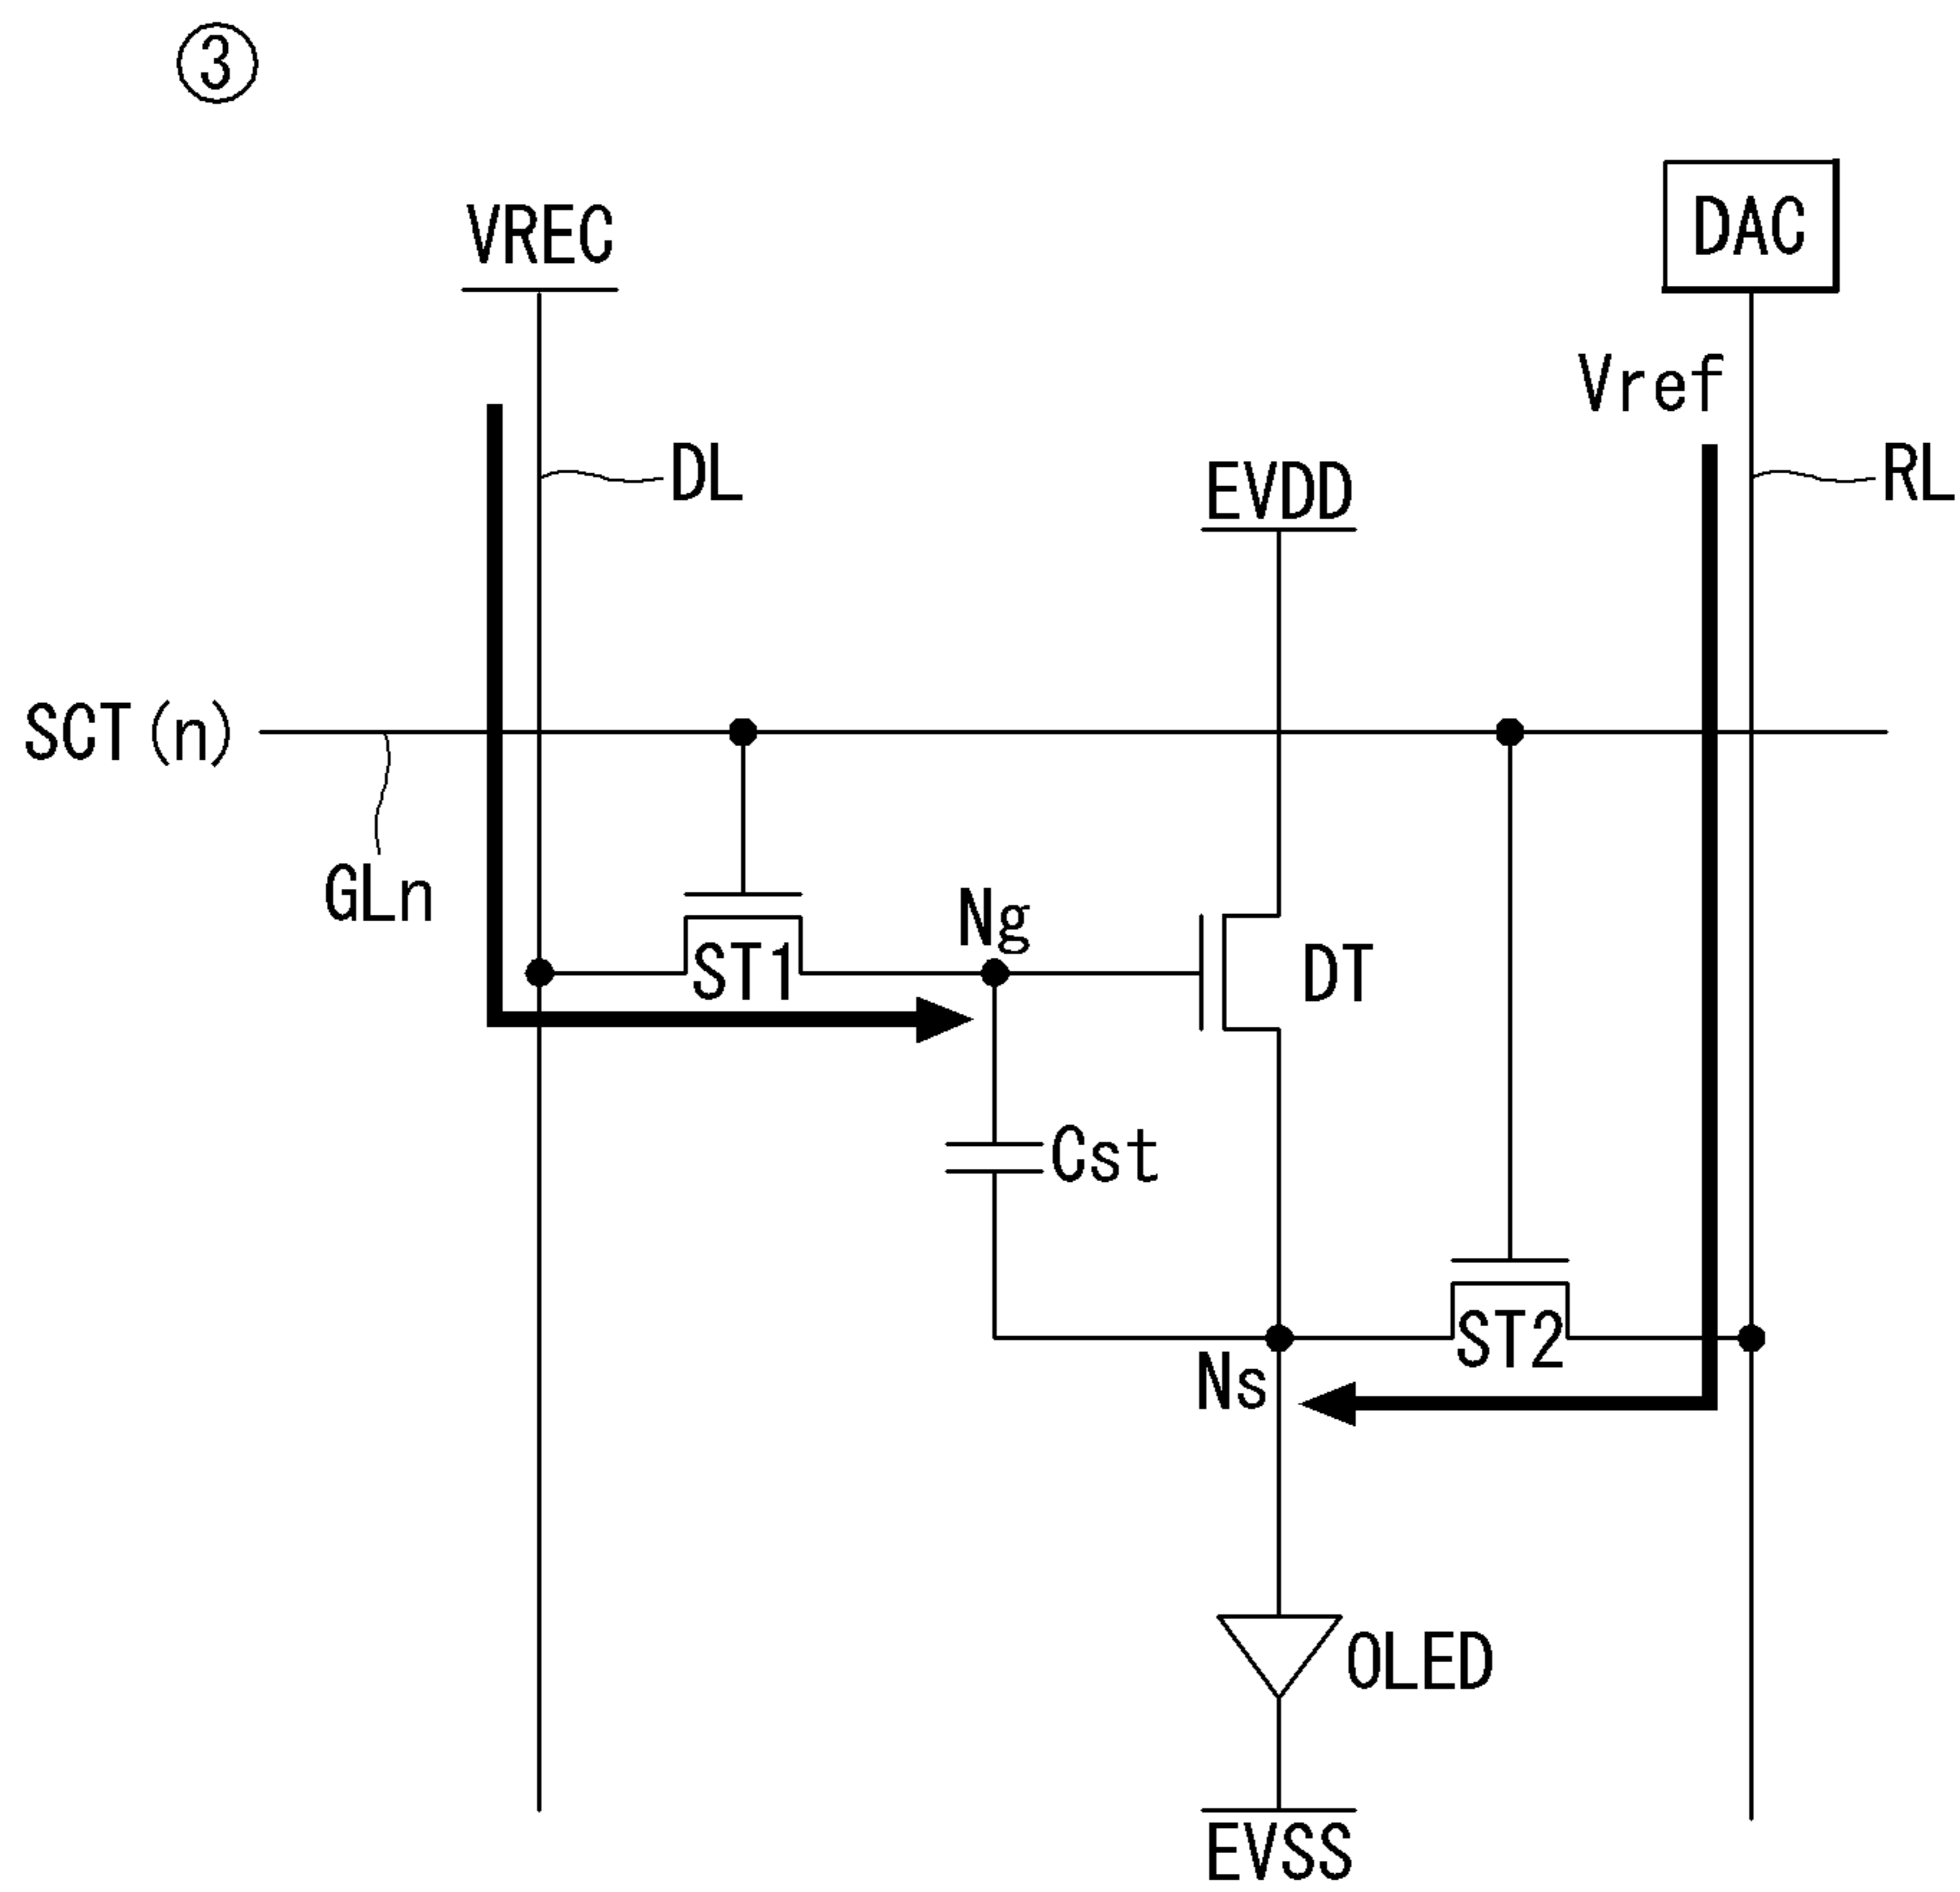 ③
VREC
DAC
Vref
DL
EVDD
RL
SCT(n)
GLn
Ng
ST1
DT
Cst
ST2
Ns
OLED
EVSS